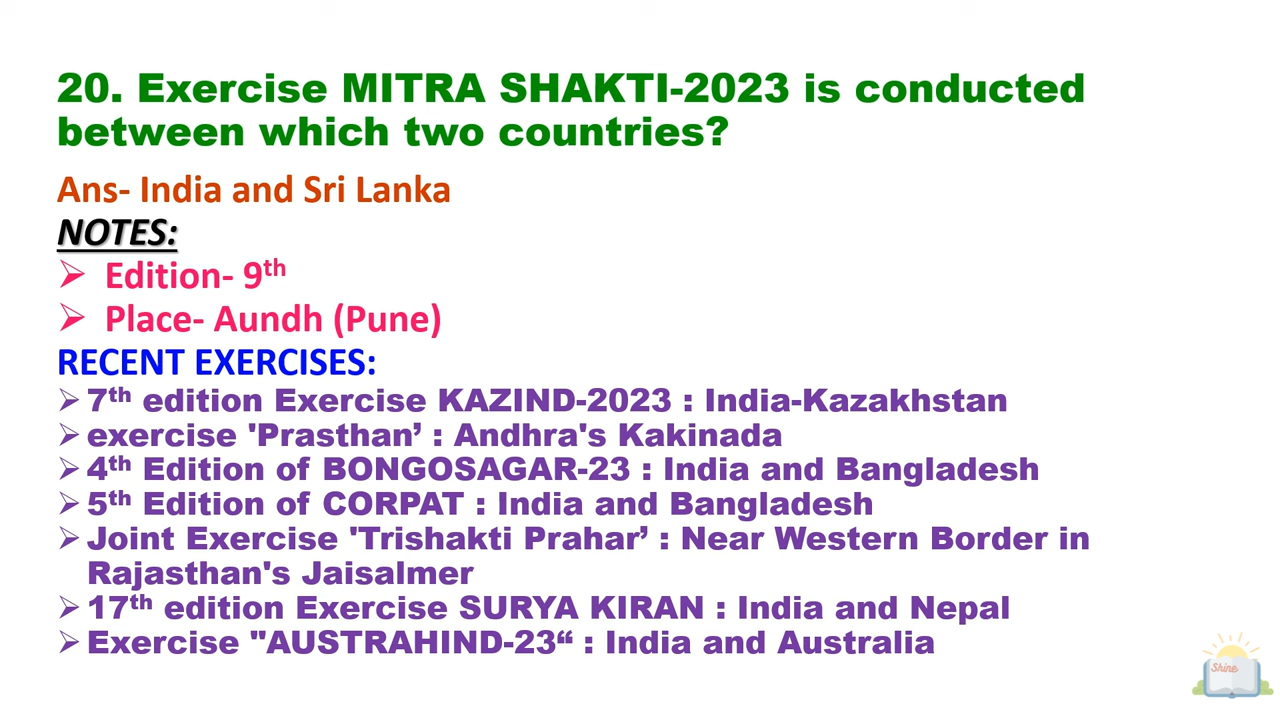 20. Exercise MITRA SHAKTI-2023 is conducted
between which two countries?
Ans- India and Sri Lanka
NOTES:
➢ Edition- 9th
➢ Place- Aundh (Pune)
RECENT EXERCISES:
➢ 7th edition Exercise KAZIND-2023 : India-Kazakhstan
➢ exercise 'Prasthan’ : Andhra's Kakinada
➢ 4th Edition of BONGOSAGAR-23 : India and Bangladesh
➢ 5th Edition of CORPAT : India and Bangladesh
➢ Joint Exercise 'Trishakti Prahar’ : Near Western Border in
Rajasthan's Jaisalmer
➢ 17th edition Exercise SURYA KIRAN : India and Nepal
➢ Exercise "AUSTRAHIND-23“ : India and Australia
Shine